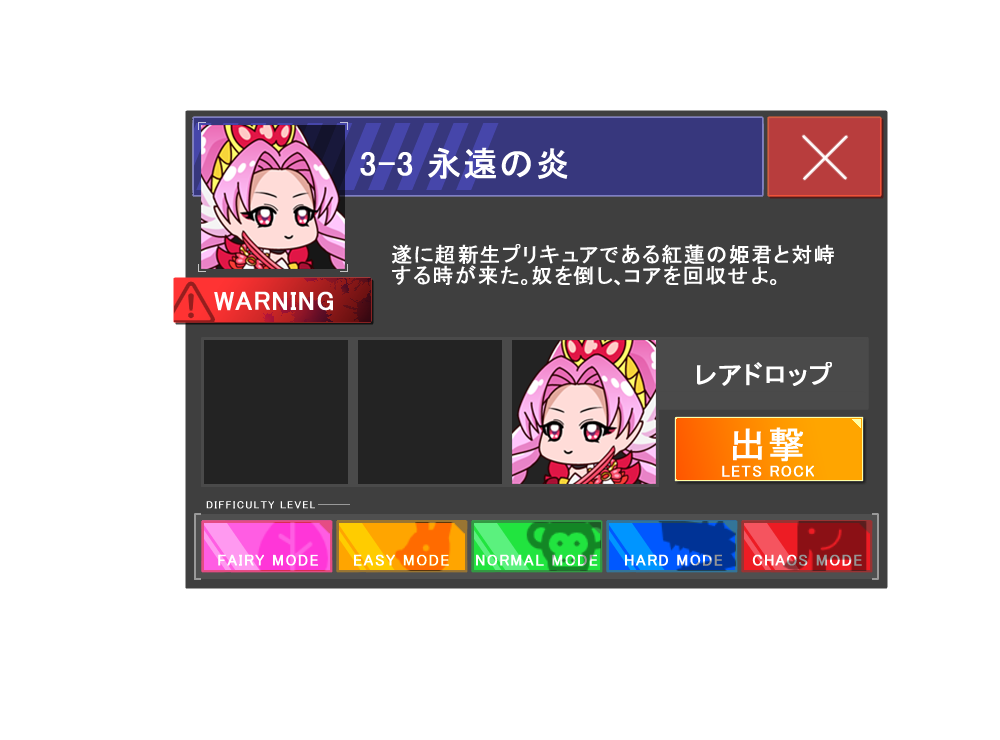 3-3 永遠の炎
遂に超新生プリキュアである紅蓮の姫君と対峙
する時が来た。奴を倒し、コアを回収せよ。
WARNING
レアドロップ
出撃
LETS ROCK
DIFFICULTY LEVEL
FAIRY MODE
EASY MODE
NORMAL MODE
HARD MODE
CHAOS MODE